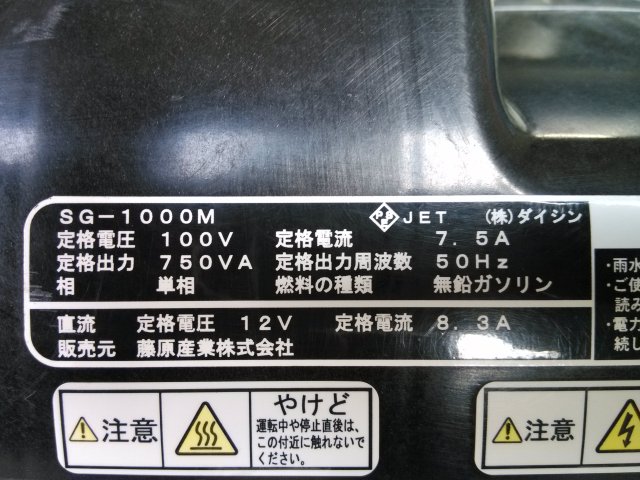 SG-1000M PSE JET (株)ダイシン
定格電圧 100V 定格電流 7.5A
定格出力 750VA 定格出力周波数 50Hz
相 単相 燃料の種類 無鉛ガソリン
直流 定格電圧 12V 定格電流 8.3A
販売元 藤原産業株式会社
・雨水
・ご使
読み
・電力
続し
注意
やけど
運転中や停止直後は、
この付近に触れないで
ください。
注意